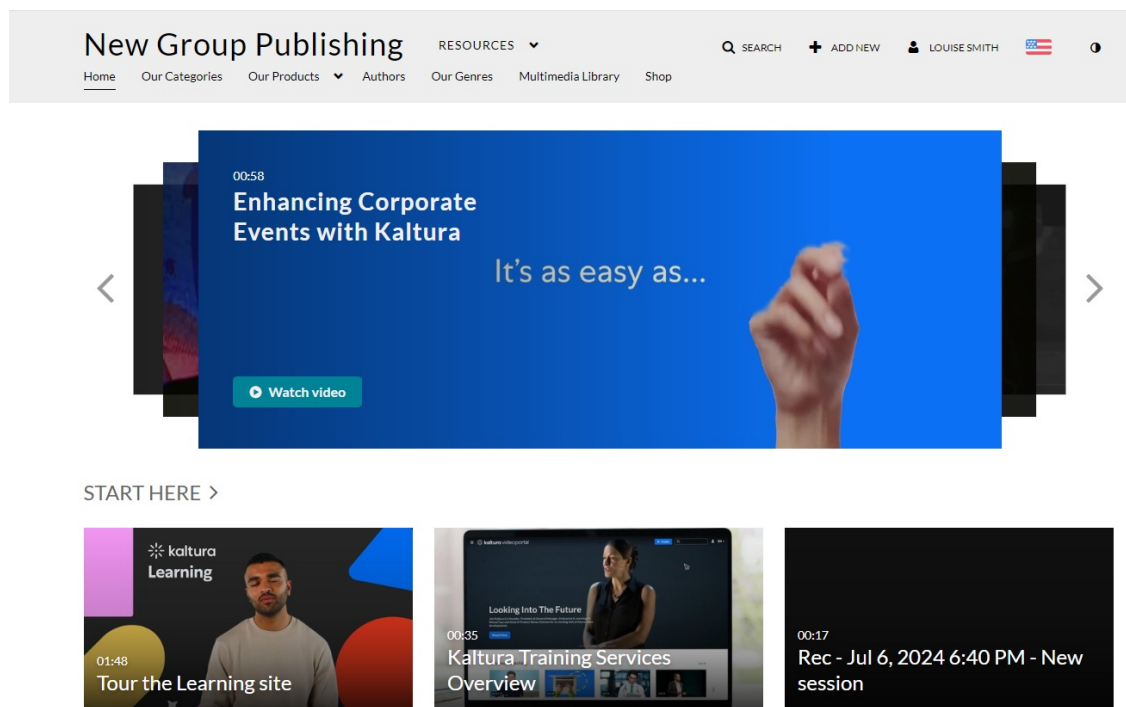 New Group Publishing
RESOURCES
SEARCH
ADD NEW
LOUISE SMITH
Home
Our Categories
Our Products
Authors
Our Genres
Multimedia Library
Shop
00:58
Enhancing Corporate
Events with Kaltura
It's as easy as...
Watch video
START HERE
kaltura
Learning
01:48
Tour the Learning site
kaltura videoportal
Looking Into The Future
00:35
Kaltura Training Services
Overview
00:17
Rec - Jul 6, 2024 6:40 PM - New
session